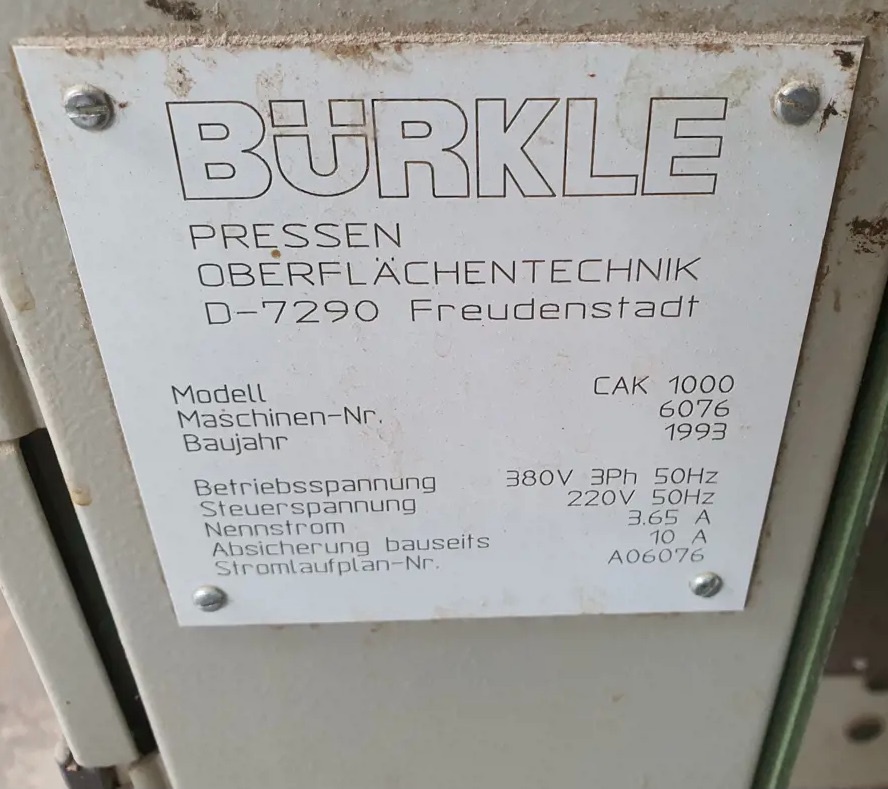 BÜRKLE
PRESSEN
OBERFLÄCHENTECHNIK
D-7290 Freudenstadt
Modell CAK 1000
Maschinen-Nr. 6076
Baujahr 1993
Betriebsspannung 380V 3Ph 50Hz
Steuerspannung 220V 50Hz
Nennstrom 3.65 A
Absicherung bauseits 10 A
Stromlaufplan-Nr. A06076